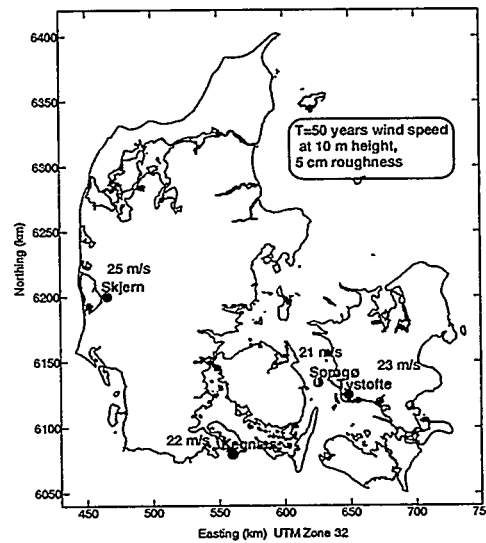 6400
6350
T=50 years wind speed
at 10 m height,
5 cm roughness
6300
6250
Northing (km)
25 m/s
Skjern
6200
21 m/s
6150
23 m/s
Sprogø
Tystofte
6100
22 m/s Kegnæs
6050
450 500 550 600 650 700 75
Easting (km) UTM Zone 32